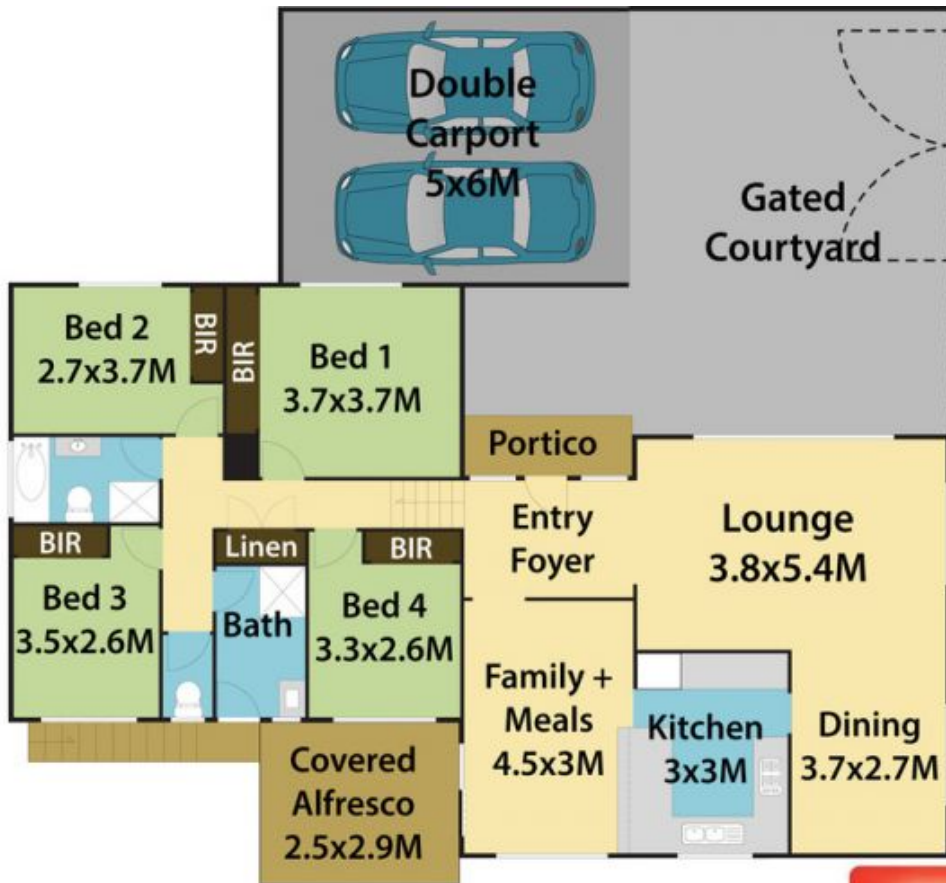 Double
Carport
5x6M
Gated
Courtyard
Bed 2
2.7x3.7M
BIR
BIR
Bed 1
3.7x3.7M
Portico
Entry
Foyer
Lounge
3.8x5.4M
BIR
Linen
BIR
Bed 3
3.5x2.6M
Bath
Bed 4
3.3x2.6M
Family +
Meals
4.5x3M
Kitchen
3x3M
Dining
3.7x2.7M
Covered
Alfresco
2.5x2.9M